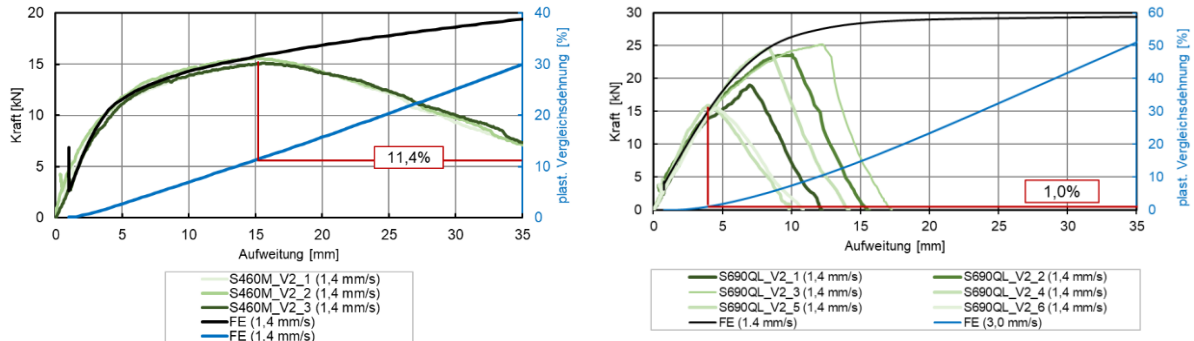 20
15
10
5
0
Kraft [kN]
40
30
20
10
0
plast. Vergleichsdehnung [%]
11,4%
0 5 10 15 20 25 30 35
Aufweitung [mm]
S460M_V2_1 (1,4 mm/s)
S460M_V2_2 (1,4 mm/s)
S460M_V2_3 (1,4 mm/s)
FE (1,4 mm/s)
FE (1,4 mm/s)
30
25
20
15
10
5
0
Kraft [kN]
60
50
40
30
20
10
0
plast. Vergleichsdehnung [%]
1,0%
0 5 10 15 20 25 30 35
Aufweitung [mm]
S690QL_V2_1 (1,4 mm/s) S690QL_V2_2 (1,4 mm/s)
S690QL_V2_3 (1,4 mm/s) S690QL_V2_4 (1,4 mm/s)
S690QL_V2_5 (1,4 mm/s) S690QL_V2_6 (1,4 mm/s)
FE (1.4 mm/s) FE (3,0 mm/s)